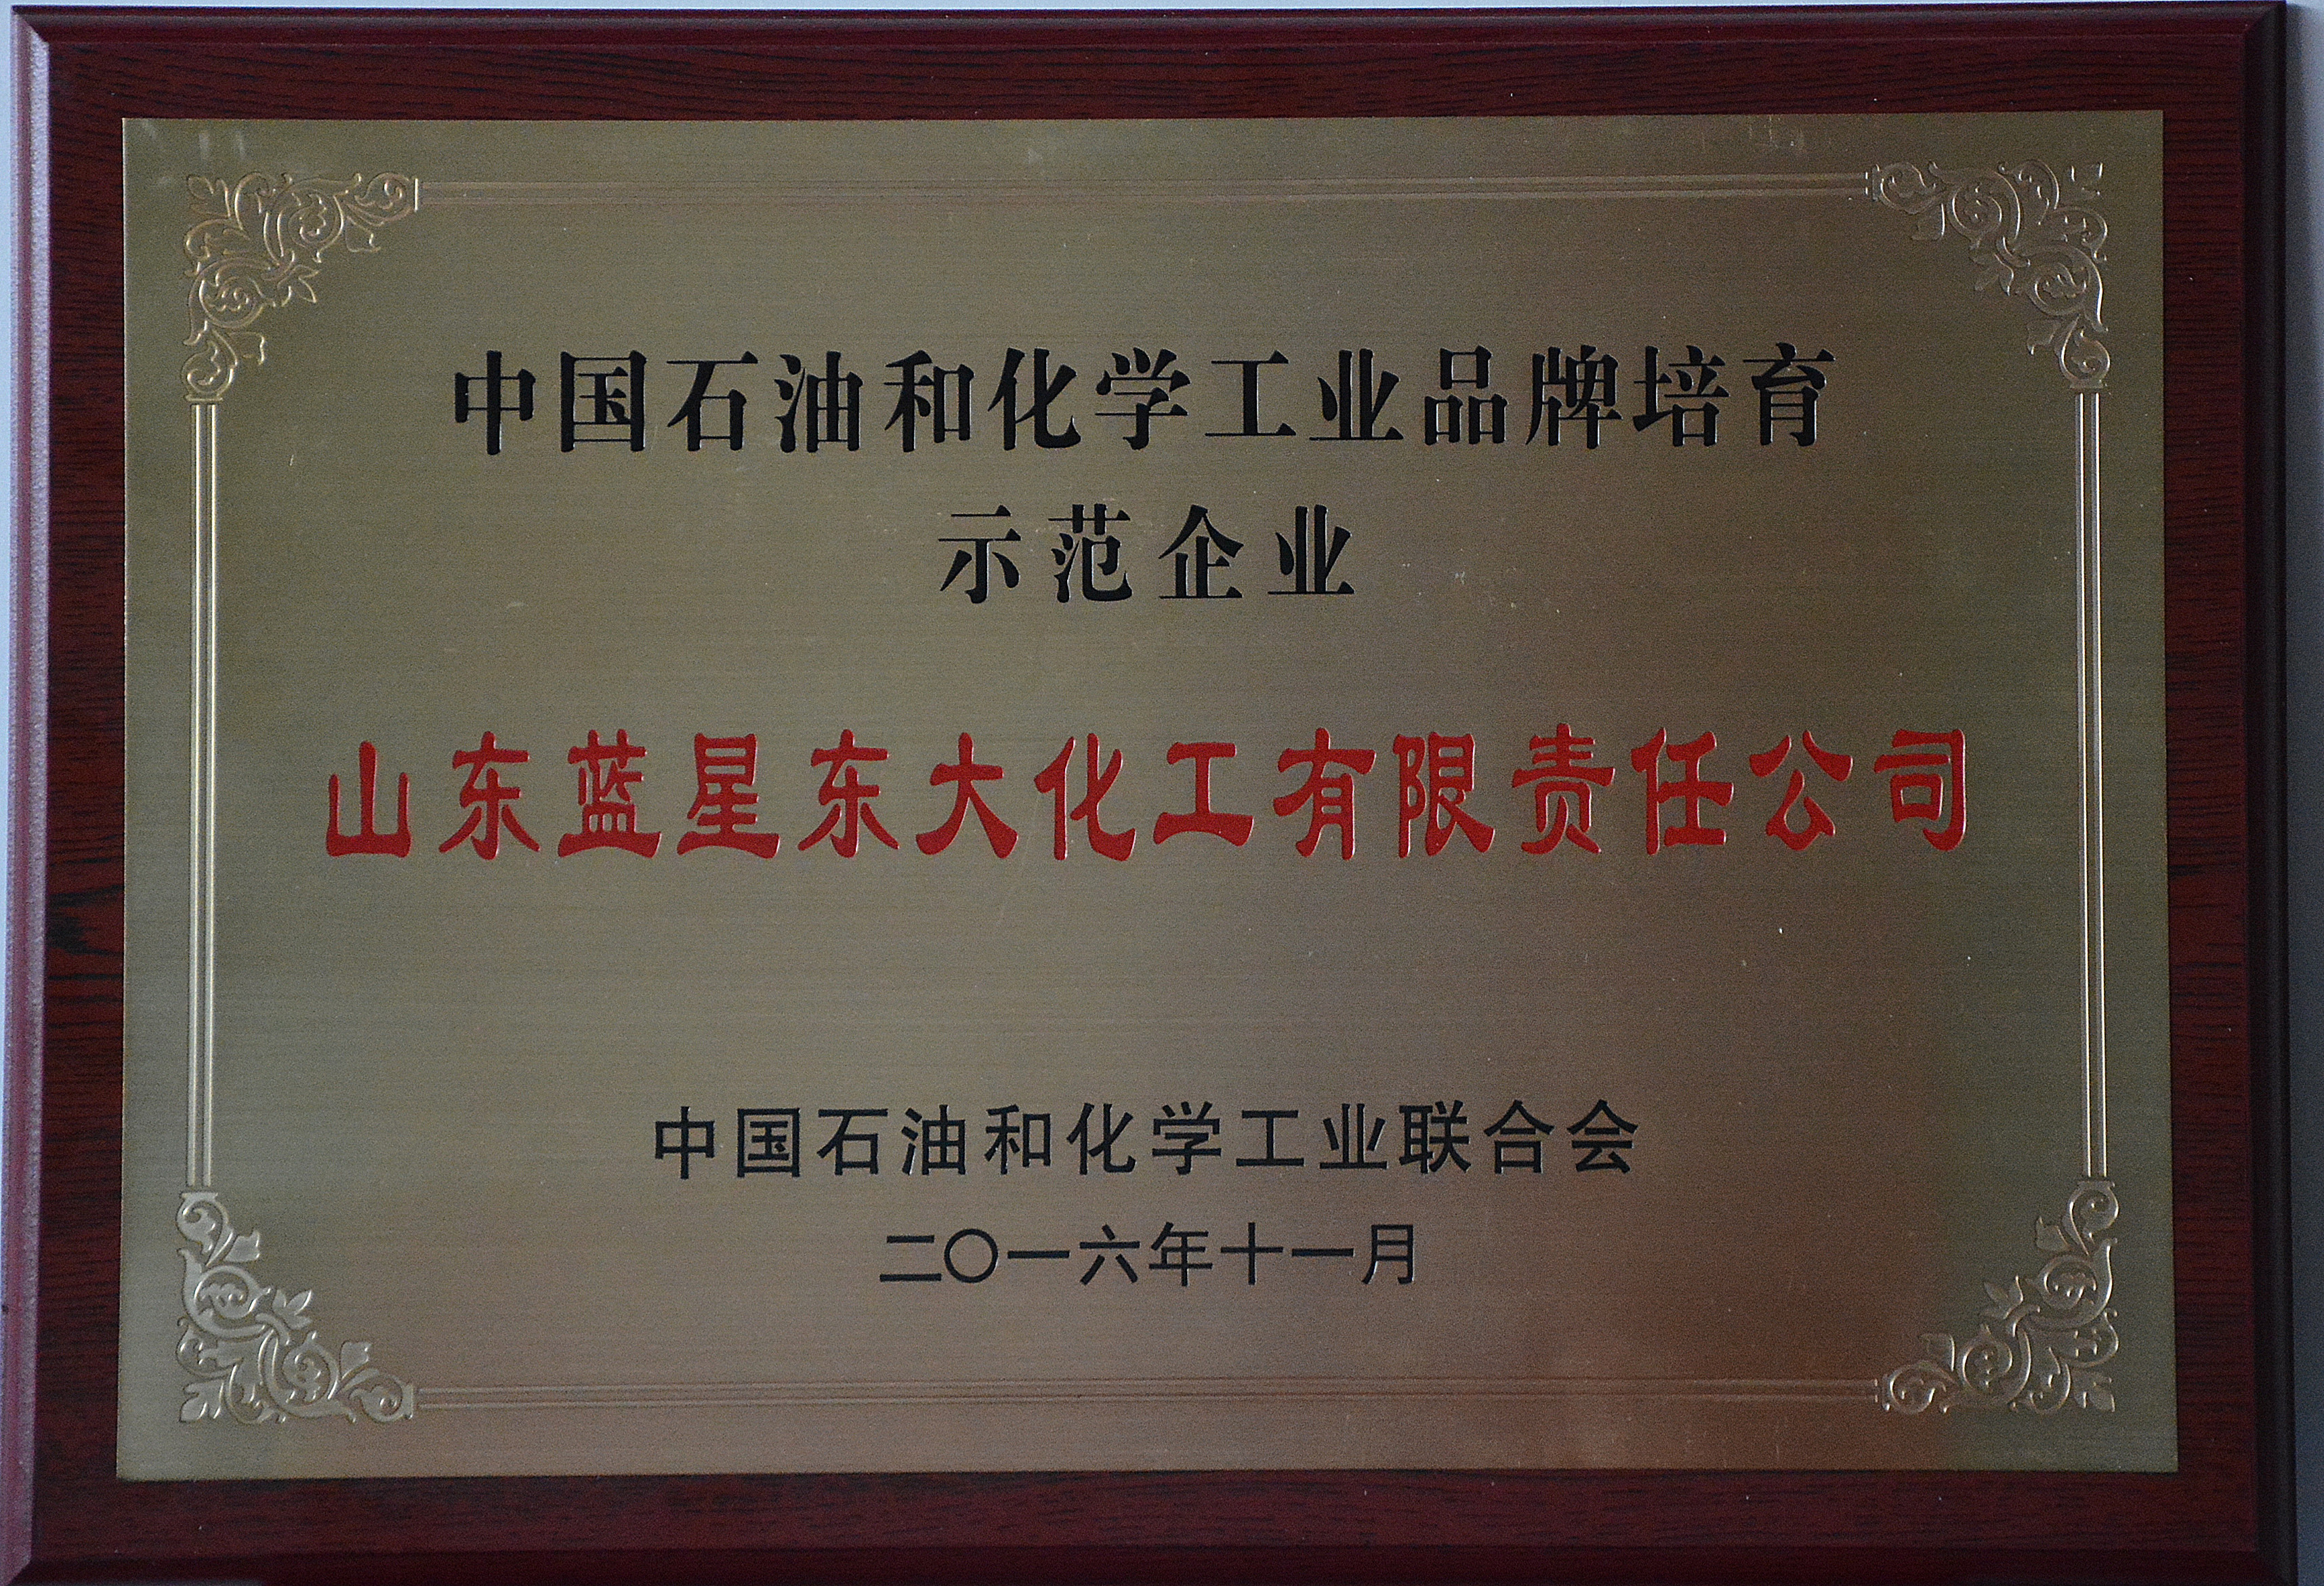 中国石油和化学工业品牌培育
示范企业
山东蓝星东大化工有限责任公司
中国石油和化学工业联合会
二〇一六年十一月